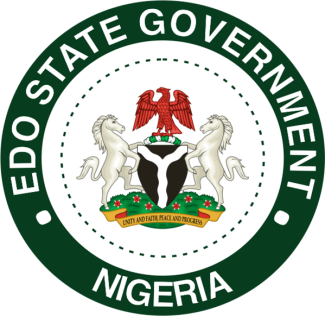 EDO STATE GOVERNMENT
UNITY AND FAITH, PEACE AND PROGRESS
NIGERIA